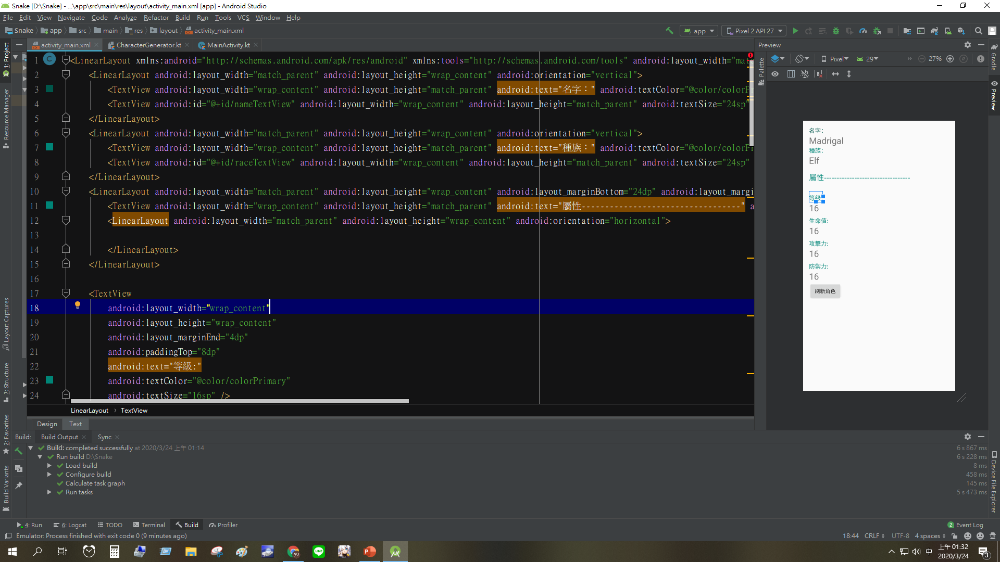 Snake [D:\Snake] - ...\app\src\main\res\layout\activity_main.xml [app] - Android Studio
File Edit View Navigate Code Analyze Refactor Build Run Tools VCS Window Help
Snake app src main res layout activity_main.xml
app Pixel 2 API 27
activity_main.xml CharacterGenerator.kt MainActivity.kt
1 <LinearLayout xmlns:android="http://schemas.android.com/apk/res/android" xmlns:tools="http://schemas.android.com/tools" android:layout_width="mat
2 <LinearLayout android:layout_width="match_parent" android:layout_height="wrap_content" android:orientation="vertical">
3 <TextView android:layout_width="wrap_content" android:layout_height="match_parent" android:text="名字：" android:textColor="@color/colorP
4 <TextView android:id="@+id/nameTextView" android:layout_width="wrap_content" android:layout_height="match_parent" android:textSize="24sp"
5 </LinearLayout>
6 <LinearLayout android:layout_width="match_parent" android:layout_height="wrap_content" android:orientation="vertical">
7 <TextView android:layout_width="wrap_content" android:layout_height="match_parent" android:text="種族：" android:textColor="@color/colorP
8 <TextView android:id="@+id/raceTextView" android:layout_width="wrap_content" android:layout_height="match_parent" android:textSize="24sp"
9 </LinearLayout>
10 <LinearLayout android:layout_width="match_parent" android:layout_height="wrap_content" android:layout_marginBottom="24dp" android:layout_margi
11 <TextView android:layout_width="wrap_content" android:layout_height="match_parent" android:text="屬性----------------------------------" a
12 <LinearLayout android:layout_width="match_parent" android:layout_height="wrap_content" android:orientation="horizontal">
13
14 </LinearLayout>
15 </LinearLayout>
16
17 <TextView
18 android:layout_width="wrap_content"
19 android:layout_height="wrap_content"
20 android:layout_marginEnd="4dp"
21 android:paddingTop="8dp"
22 android:text="等級:"
23 android:textColor="@color/colorPrimary"
24 android:textSize="16sp" />
LinearLayout › TextView
Design Text
1: Project
Resource Manager
Layout Captures
7: Structure
2: Favorites
Build Variants
Preview
Palette
Pixel 29 » 27%
名字:
Madrigal
種族:
Elf
屬性----------------------------------
等級:
16
生命值:
16
攻擊力:
16
防禦力:
16
刷新角色
Gradle
Preview
Device File Explorer
Build: Build Output Sync
Build: completed successfully at 2020/3/24 上午 01:14 6 s 867 ms
Run build D:\Snake 6 s 228 ms
Load build 8 ms
Configure build 458 ms
Calculate task graph 145 ms
Run tasks 5 s 473 ms
4: Run 6: Logcat TODO Terminal Build Profiler 2 Event Log
Emulator: Process finished with exit code 0 (9 minutes ago) 18:44 CRLF UTF-8 4 spaces
yu LINE 中 上午 01:32
2020/3/24 3